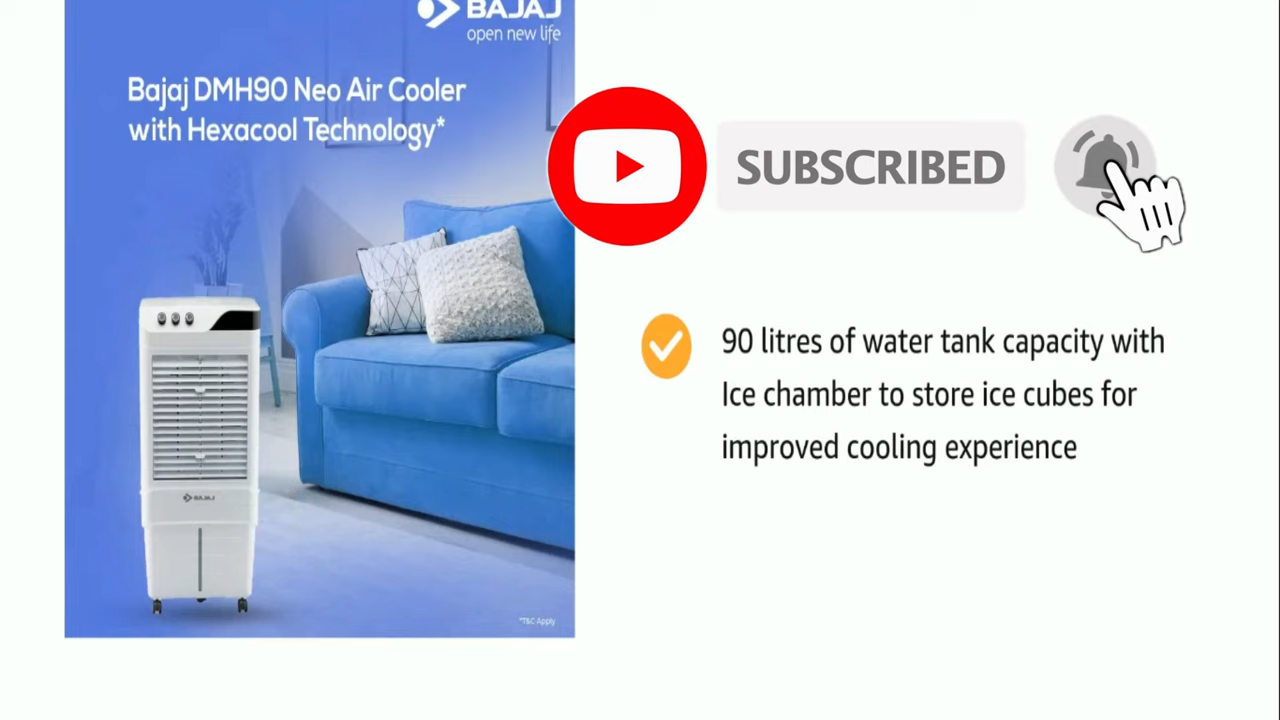 BAJAJ
open new life
Bajaj DMH90 Neo Air Cooler
with Hexacool Technology*
SUBSCRIBED
90 litres of water tank capacity with
Ice chamber to store ice cubes for
improved cooling experience
BAJAJ
*T&C Apply